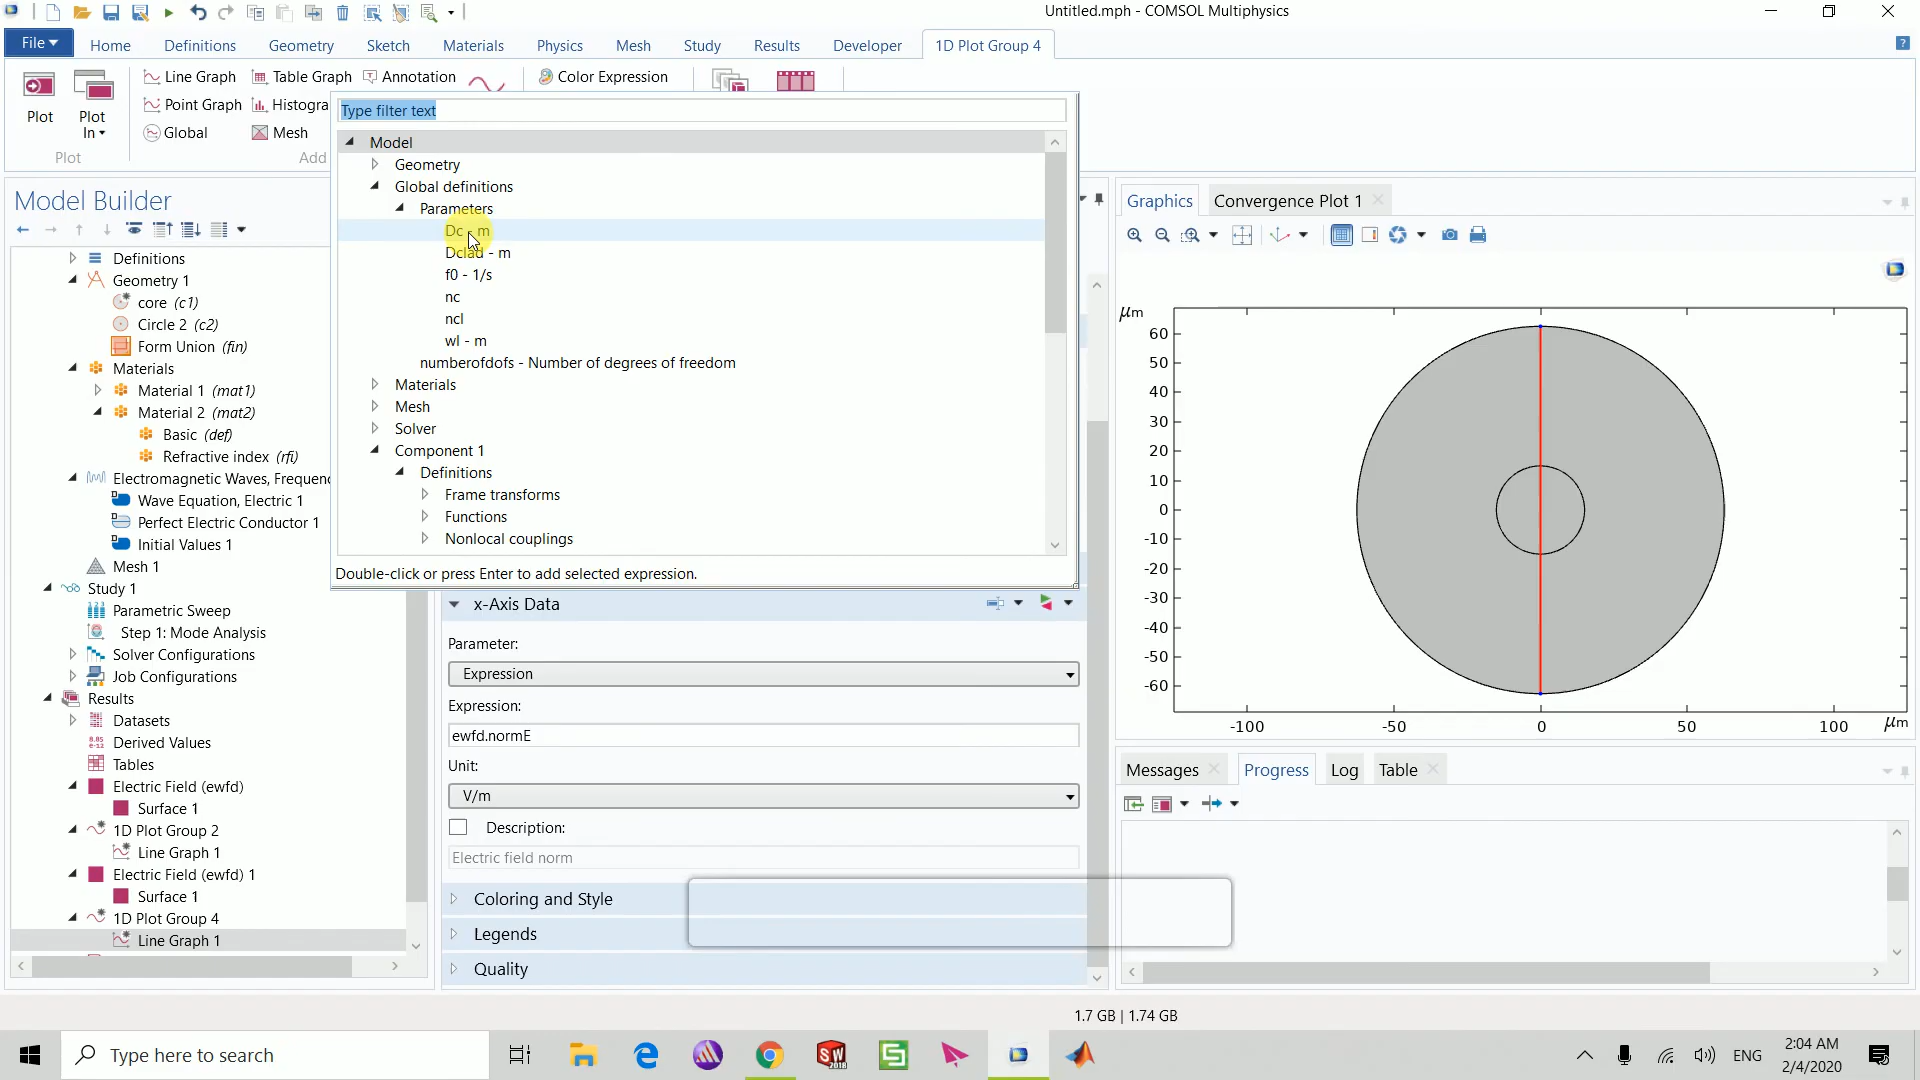 Untitled.mph - COMSOL Multiphysics
File
Home
Definitions
Geometry
Sketch
Materials
Physics
Mesh
Study
Results
Developer
1D Plot Group 4
Line Graph
Table Graph
Annotation
Color Expression
Point Graph
Histogra
Plot
Plot
In
Global
Mesh
Plot
Add
Type filter text
Model
Geometry
Global definitions
Parameters
Dc - m
Dclad - m
f0 - 1/s
nc
ncl
wl - m
numberofdofs - Number of degrees of freedom
Materials
Mesh
Solver
Component 1
Definitions
Frame transforms
Functions
Nonlocal couplings
Double-click or press Enter to add selected expression.
Model Builder
Definitions
Geometry 1
core (c1)
Circle 2 (c2)
Form Union (fin)
Materials
Material 1 (mat1)
Material 2 (mat2)
Basic (def)
Refractive index (rfi)
Electromagnetic Waves, Frequen
Wave Equation, Electric 1
Perfect Electric Conductor 1
Initial Values 1
Mesh 1
Study 1
Parametric Sweep
Step 1: Mode Analysis
Solver Configurations
Job Configurations
Results
Datasets
Derived Values
Tables
Electric Field (ewfd)
Surface 1
1D Plot Group 2
Line Graph 1
Electric Field (ewfd) 1
Surface 1
1D Plot Group 4
Line Graph 1
x-Axis Data
Parameter:
Expression
Expression:
ewfd.normE
Unit:
V/m
Description:
Electric field norm
Coloring and Style
Legends
Quality
Graphics
Convergence Plot 1
μm
60
50
40
30
20
10
0
-10
-20
-30
-40
-50
-60
-100
-50
0
50
100
μm
Messages
Progress
Log
Table
1.7 GB | 1.74 GB
Type here to search
ENG
2:04 AM
2/4/2020